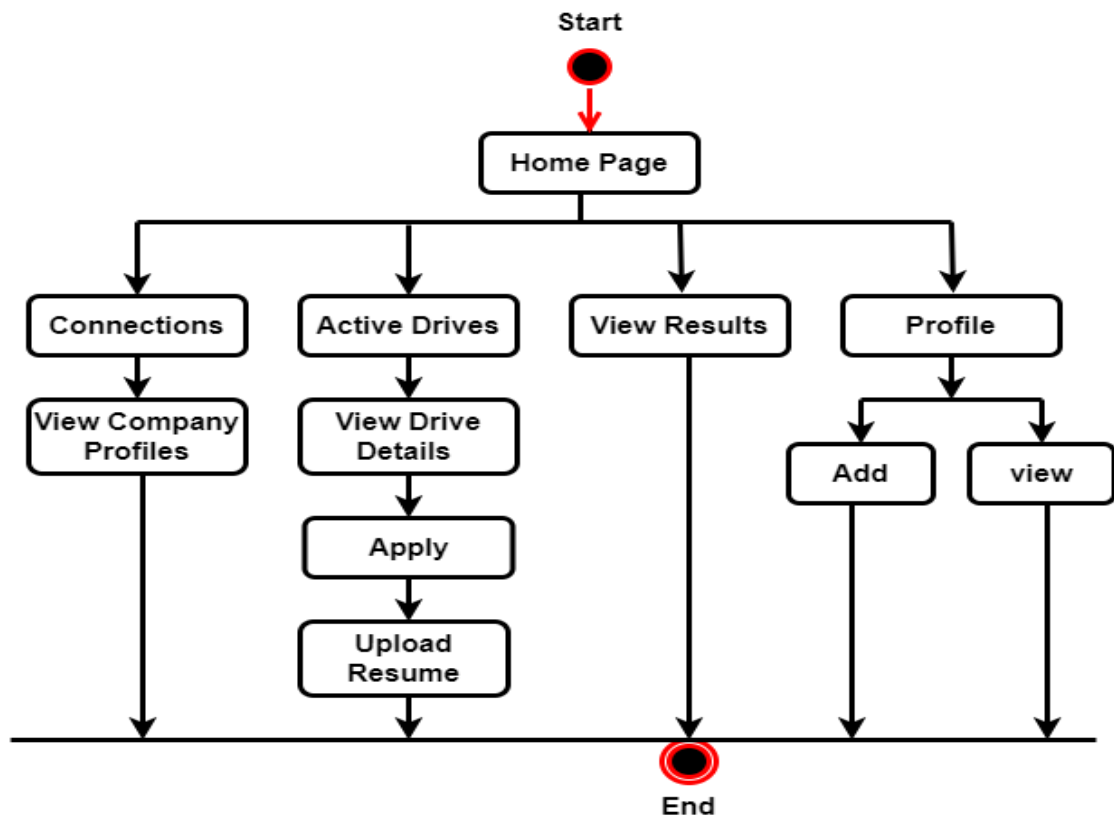 Start
Home Page
Connections
Active Drives
View Results
Profile
View Company
Profiles
View Drive
Details
Add
view
Apply
Upload
Resume
End